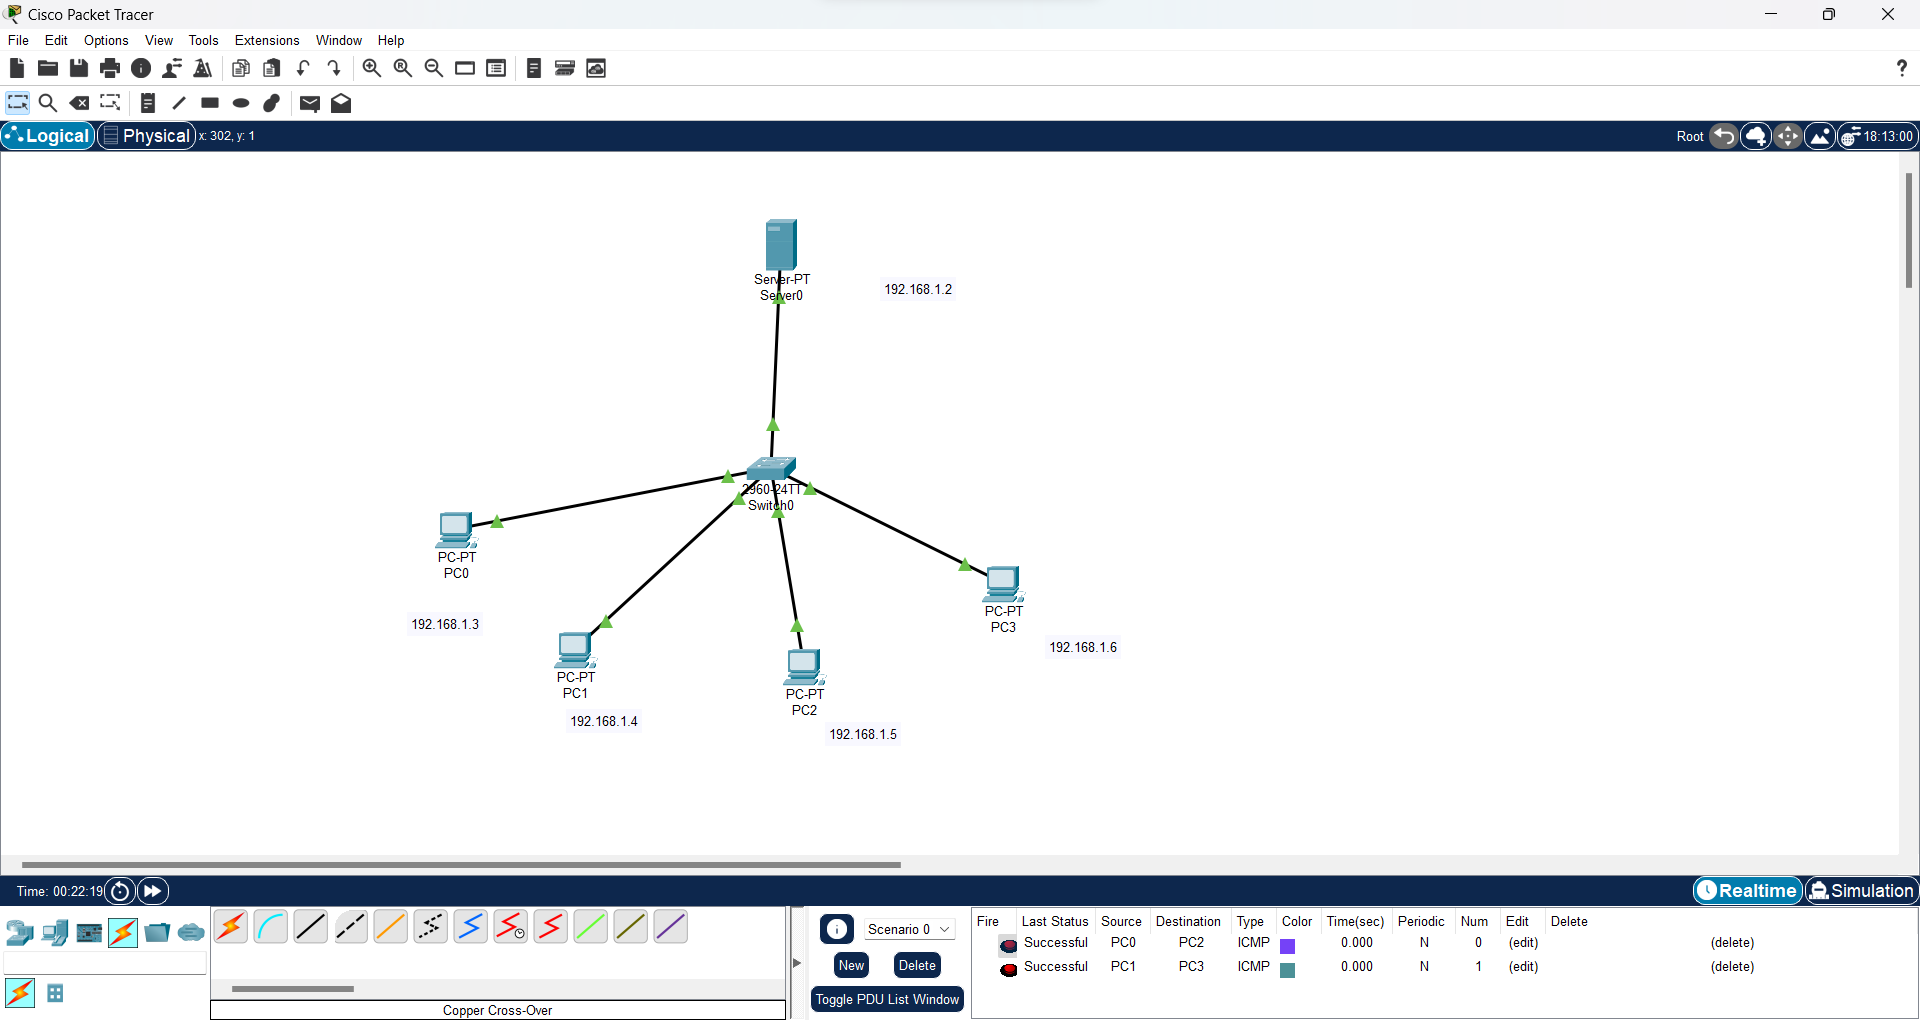 Cisco Packet Tracer
File Edit Options View Tools Extensions Window Help
?
Logical Physical x: 302, y: 1 Root 18:13:00
Server-PT
Server0
192.168.1.2
2960-24TT
Switch0
PC-PT
PC0
192.168.1.3
PC-PT
PC1
192.168.1.4
PC-PT
PC2
192.168.1.5
PC-PT
PC3
192.168.1.6
Time: 00:22:19 Realtime Simulation
Scenario 0
New Delete
Toggle PDU List Window
Copper Cross-Over
Fire Last Status Source Destination Type Color Time(sec) Periodic Num Edit Delete
Successful PC0 PC2 ICMP 0.000 N 0 (edit) (delete)
Successful PC1 PC3 ICMP 0.000 N 1 (edit) (delete)